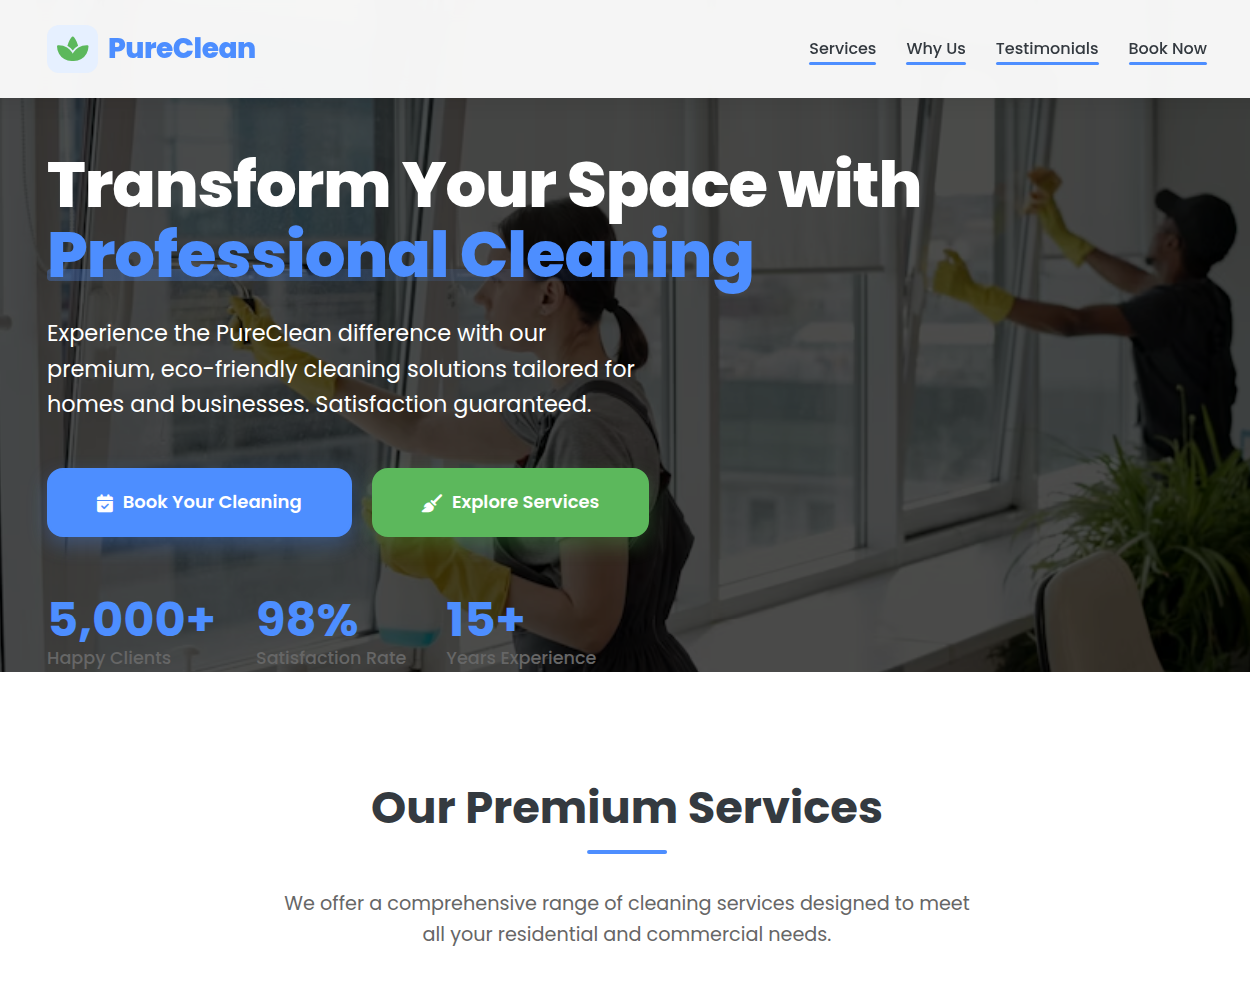 PureClean
Services Why Us Testimonials Book Now
Transform Your Space with
Professional Cleaning
Experience the PureClean difference with our
premium, eco-friendly cleaning solutions tailored for
homes and businesses. Satisfaction guaranteed.
Book Your Cleaning Explore Services
5,000+ 98% 15+
Happy Clients Satisfaction Rate Years Experience
Our Premium Services
We offer a comprehensive range of cleaning services designed to meet
all your residential and commercial needs.